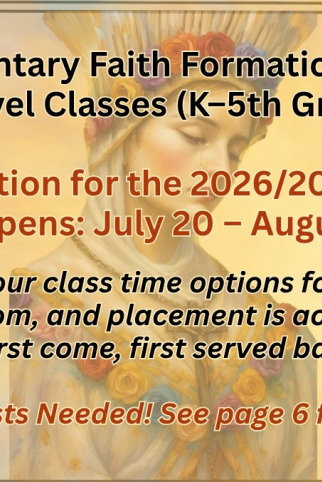 ntary Faith Formatio
vel Classes (K–5th Gr
tion for the 2026/20
pens: July 20 – Augu
our class time options fo
om, and placement is ac
rst come, first served ba
sts Needed! See page 6 f